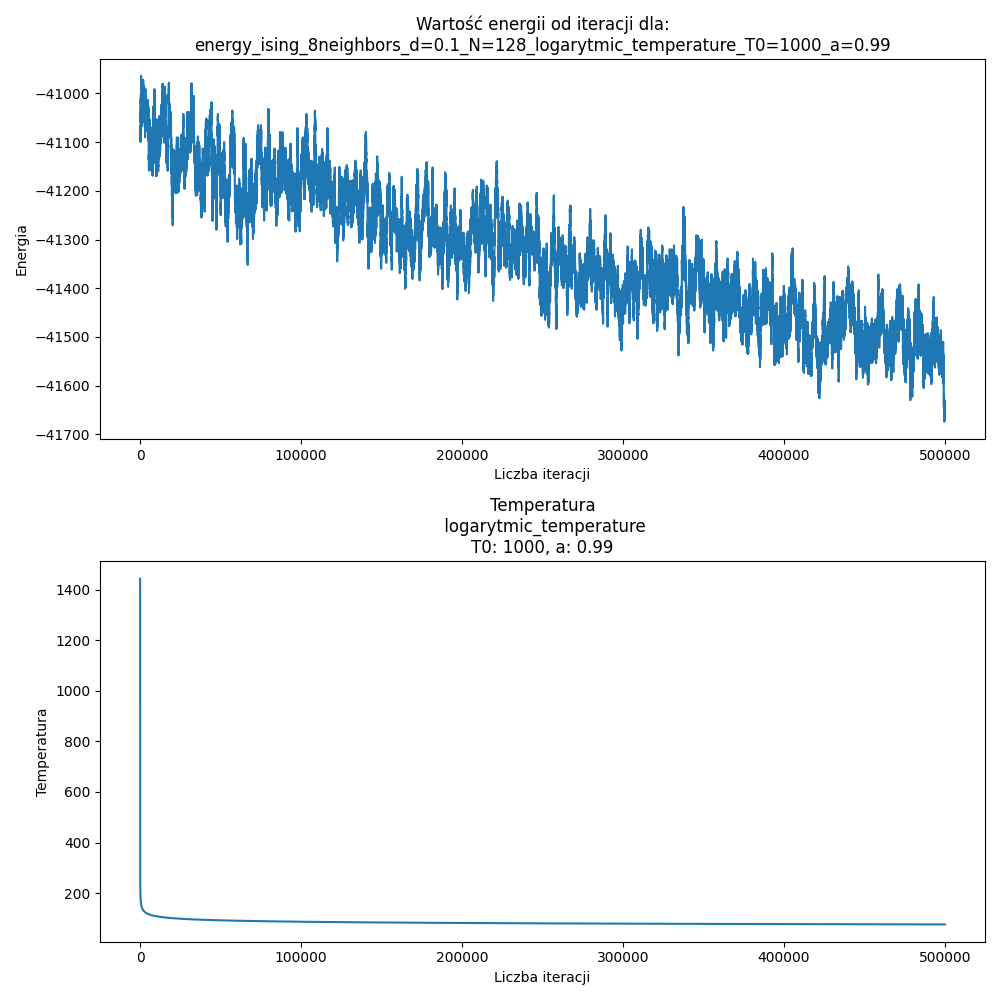 Wartość energii od iteracji dla:
energy_ising_8neighbors_d=0.1_N=128_logarytmic_temperature_T0=1000_a=0.99
Energia
−41000
−41100
−41200
−41300
−41400
−41500
−41600
−41700
0 100000 200000 300000 400000 500000
Liczba iteracji
Temperatura
logarytmic_temperature
T0: 1000, a: 0.99
Temperatura
1400
1200
1000
800
600
400
200
0 100000 200000 300000 400000 500000
Liczba iteracji